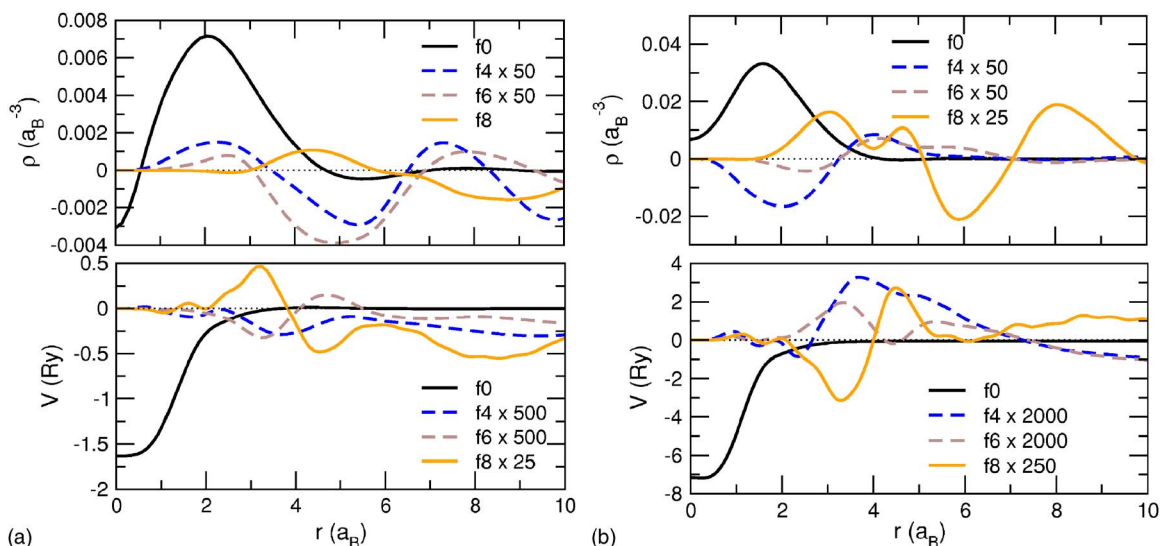 0.008
0.006
0.004
0.002
0
-0.002
-0.004
ρ (a_B^-3)
f0
f4 x 50
f6 x 50
f8
0.5
0
-0.5
-1
-1.5
-2
V (Ry)
f0
f4 x 500
f6 x 500
f8 x 25
0 2 4 6 8 10
r (a_B)
(a)
0.04
0.02
0
-0.02
ρ (a_B^-3)
f0
f4 x 50
f6 x 50
f8 x 25
4
2
0
-2
-4
-6
-8
V (Ry)
f0
f4 x 2000
f6 x 2000
f8 x 250
0 2 4 6 8 10
r (a_B)
(b)